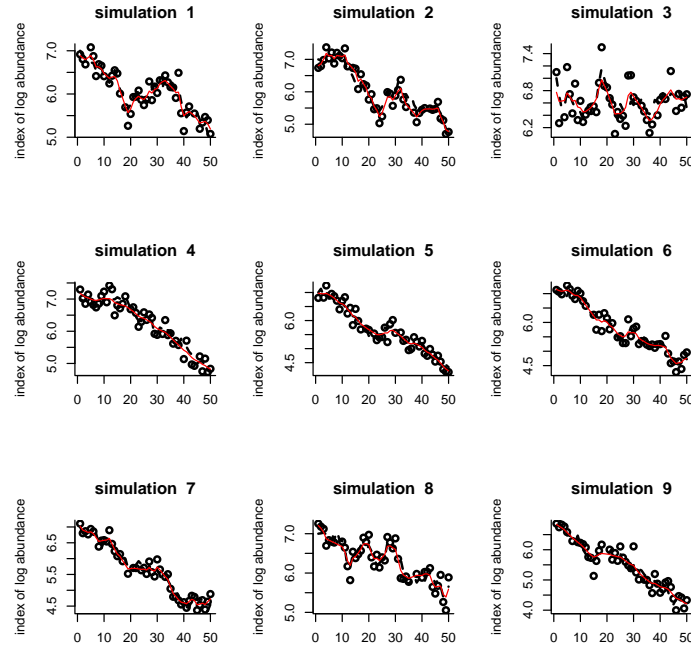 simulation 1
index of log abundance
7.0
6.0
5.0
0 10 20 30 40 50
simulation 2
index of log abundance
7.0
6.0
5.0
0 10 20 30 40 50
simulation 3
index of log abundance
7.4
6.8
6.2
0 10 20 30 40 50
simulation 4
index of log abundance
7.0
6.0
5.0
0 10 20 30 40 50
simulation 5
index of log abundance
6.0
4.5
0 10 20 30 40 50
simulation 6
index of log abundance
6.0
4.5
0 10 20 30 40 50
simulation 7
index of log abundance
6.5
5.5
4.5
0 10 20 30 40 50
simulation 8
index of log abundance
7.0
6.0
5.0
0 10 20 30 40 50
simulation 9
index of log abundance
6.0
5.0
4.0
0 10 20 30 40 50